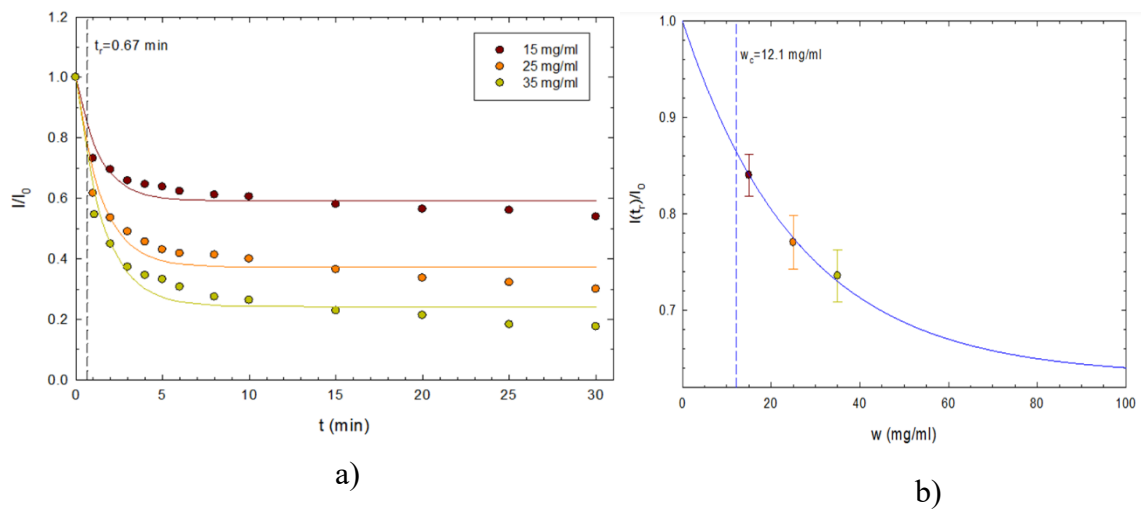 1.2
1.0
0.8
0.6
0.4
0.2
0.0
I/I0
tr=0.67 min
15 mg/ml
25 mg/ml
35 mg/ml
0 5 10 15 20 25 30
t (min)
a)
1.0
0.9
0.8
0.7
I(tr)/I0
wc=12.1 mg/ml
0 20 40 60 80 100
w (mg/ml)
b)